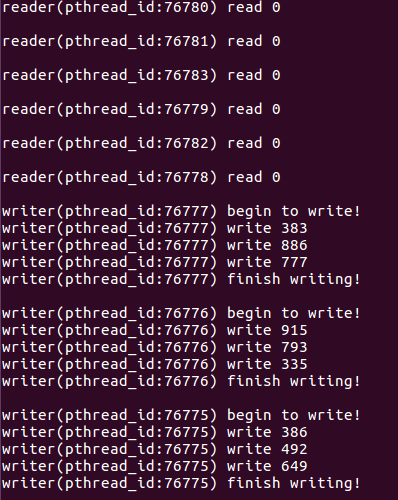 reader(pthread_id:76780) read 0
reader(pthread_id:76781) read 0
reader(pthread_id:76783) read 0
reader(pthread_id:76779) read 0
reader(pthread_id:76782) read 0
reader(pthread_id:76778) read 0
writer(pthread_id:76777) begin to write!
writer(pthread_id:76777) write 383
writer(pthread_id:76777) write 886
writer(pthread_id:76777) write 777
writer(pthread_id:76777) finish writing!
writer(pthread_id:76776) begin to write!
writer(pthread_id:76776) write 915
writer(pthread_id:76776) write 793
writer(pthread_id:76776) write 335
writer(pthread_id:76776) finish writing!
writer(pthread_id:76775) begin to write!
writer(pthread_id:76775) write 386
writer(pthread_id:76775) write 492
writer(pthread_id:76775) write 649
writer(pthread_id:76775) finish writing!